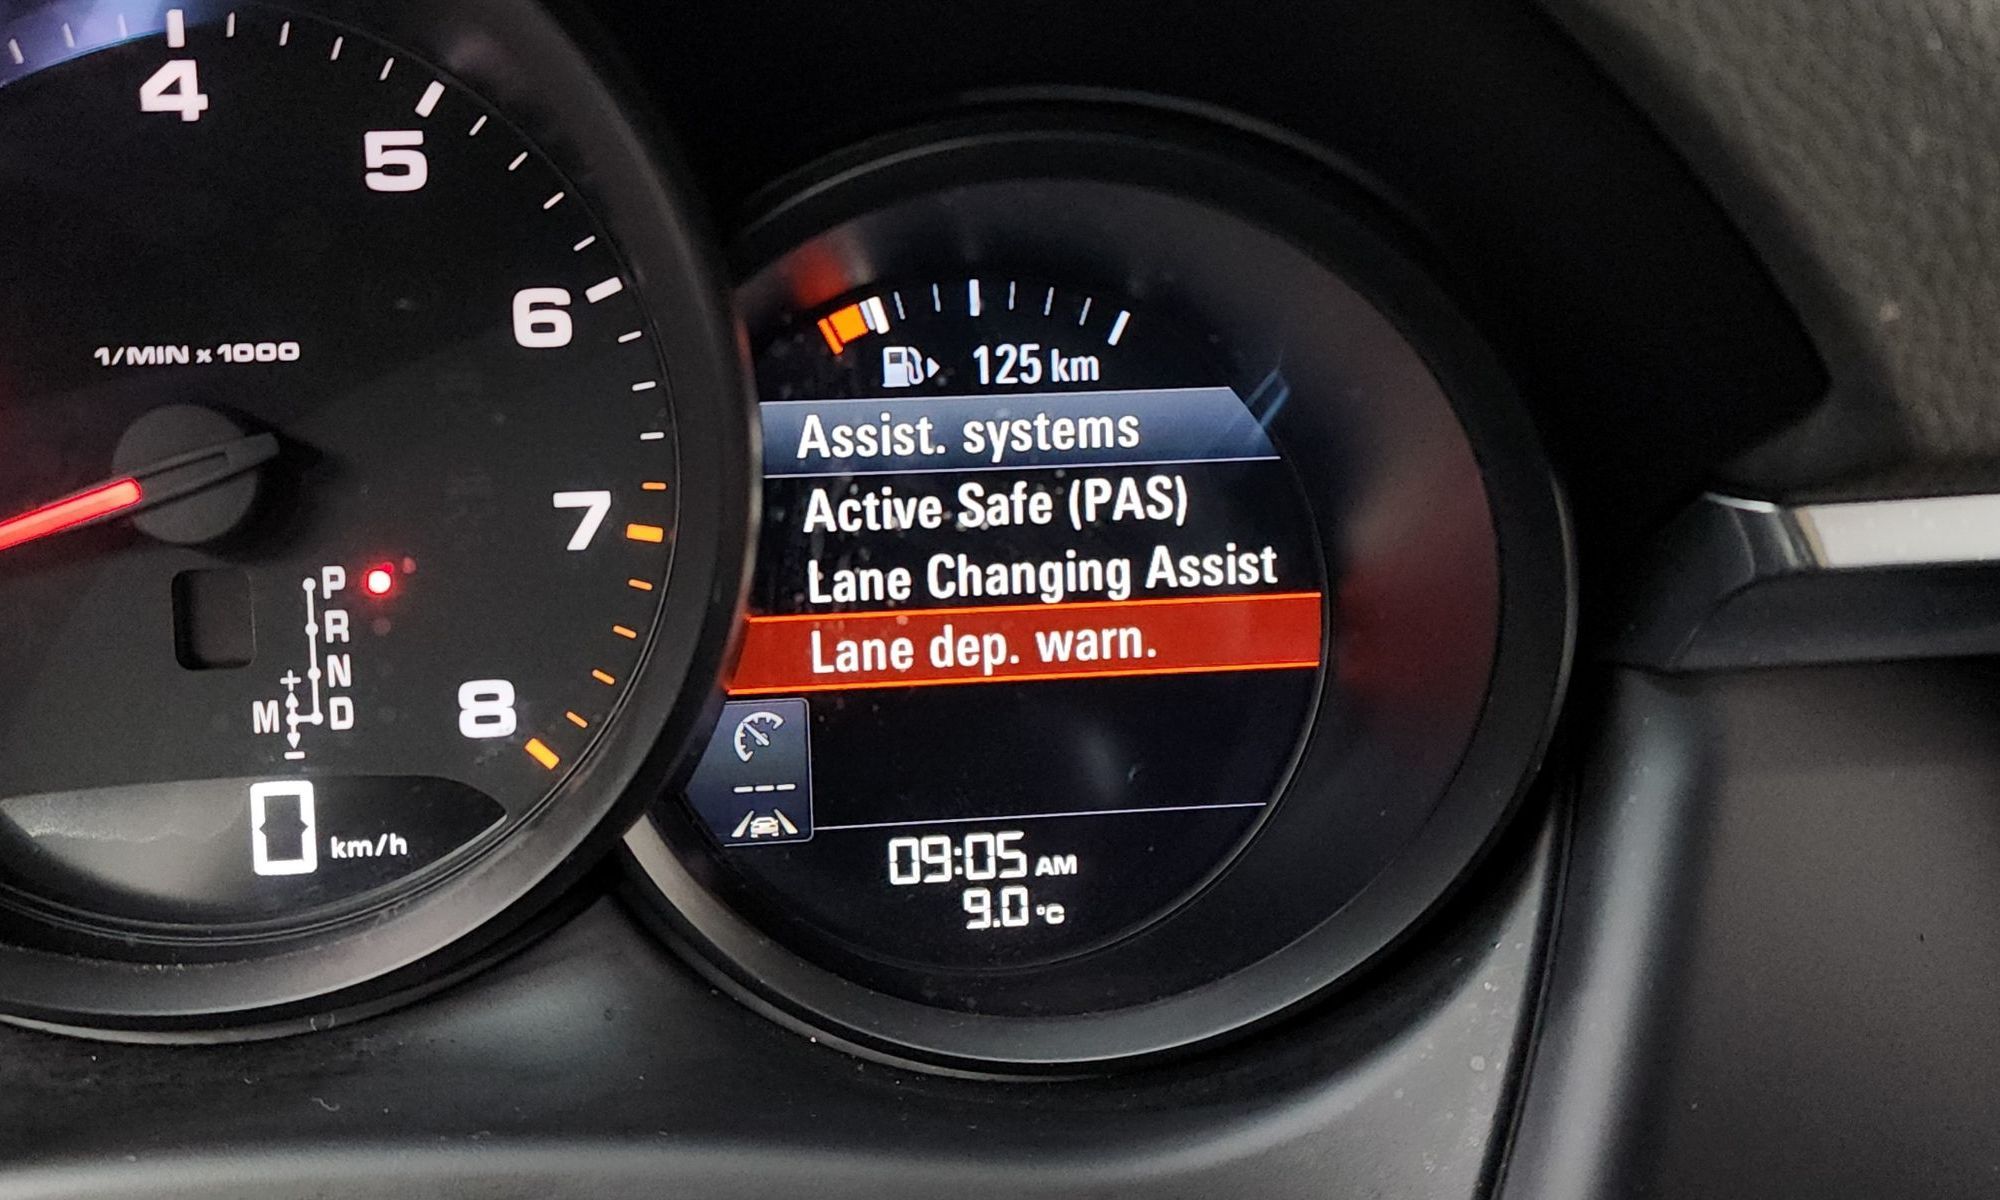 4
5
6
1/MIN x 1000
7
8
P
R
N
+
M D
−
0 km/h
125 km
Assist. systems
Active Safe (PAS)
Lane Changing Assist
Lane dep. warn.
---
09:05 AM
9.0 °C